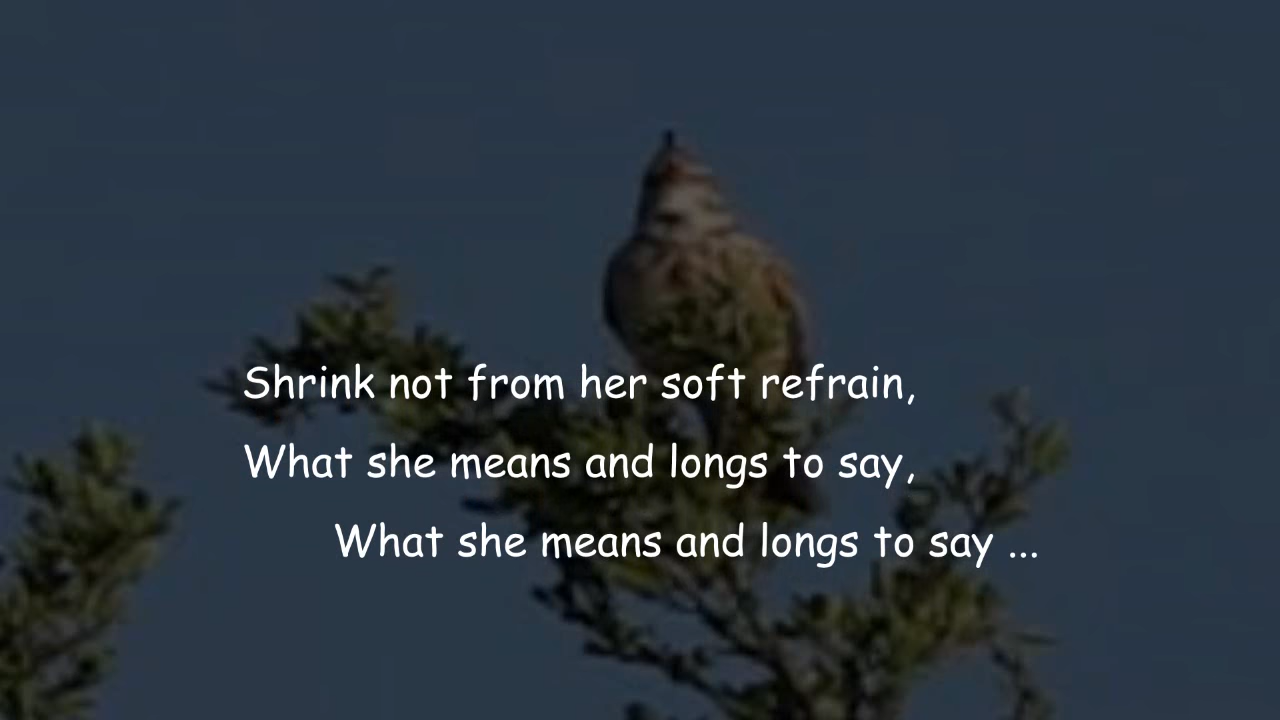 Shrink not from her soft refrain,
What she means and longs to say,
What she means and longs to say ...